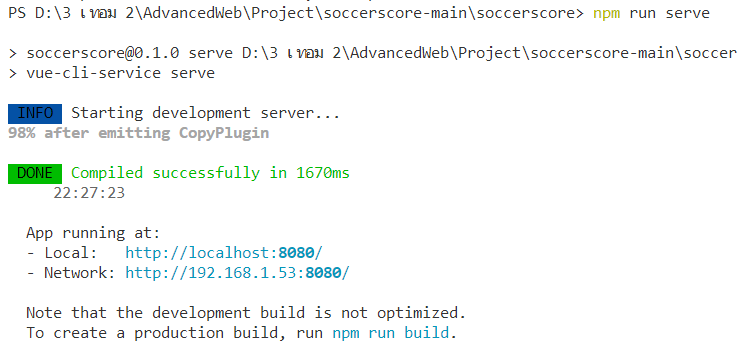 PS D:\3 เทอม 2\AdvancedWeb\Project\soccerscore-main\soccerscore> npm run serve
> soccerscore@0.1.0 serve D:\3 เทอม 2\AdvancedWeb\Project\soccerscore-main\soccer
> vue-cli-service serve
INFO Starting development server...
98% after emitting CopyPlugin
DONE Compiled successfully in 1670ms
22:27:23
App running at:
- Local: http://localhost:8080/
- Network: http://192.168.1.53:8080/
Note that the development build is not optimized.
To create a production build, run npm run build.